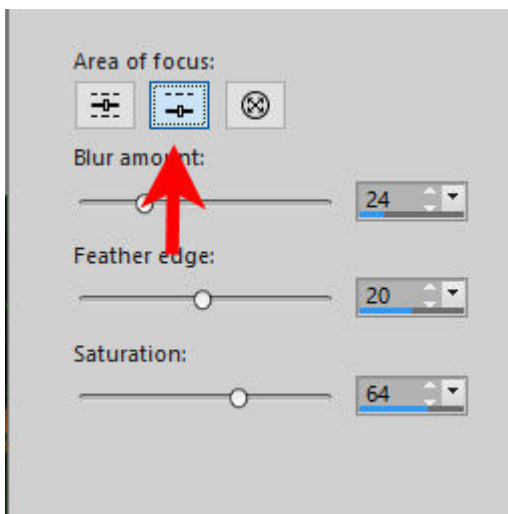 Area of focus:
Blur amount:
24
Feather edge:
20
Saturation:
64